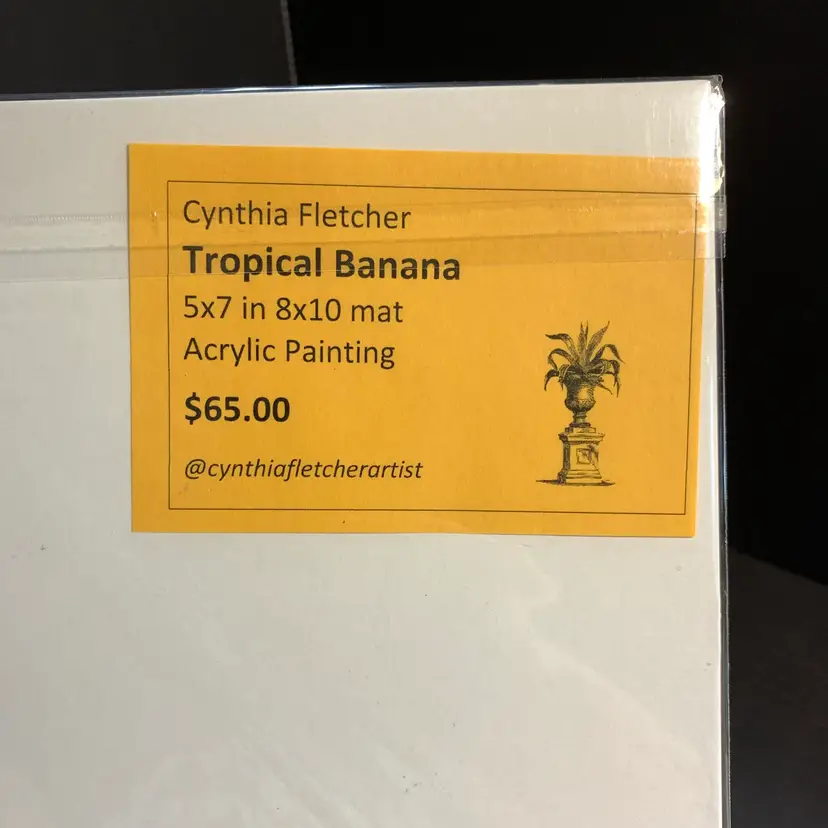 Cynthia Fletcher
Tropical Banana
5x7 in 8x10 mat
Acrylic Painting
$65.00
@cynthiafletcherartist